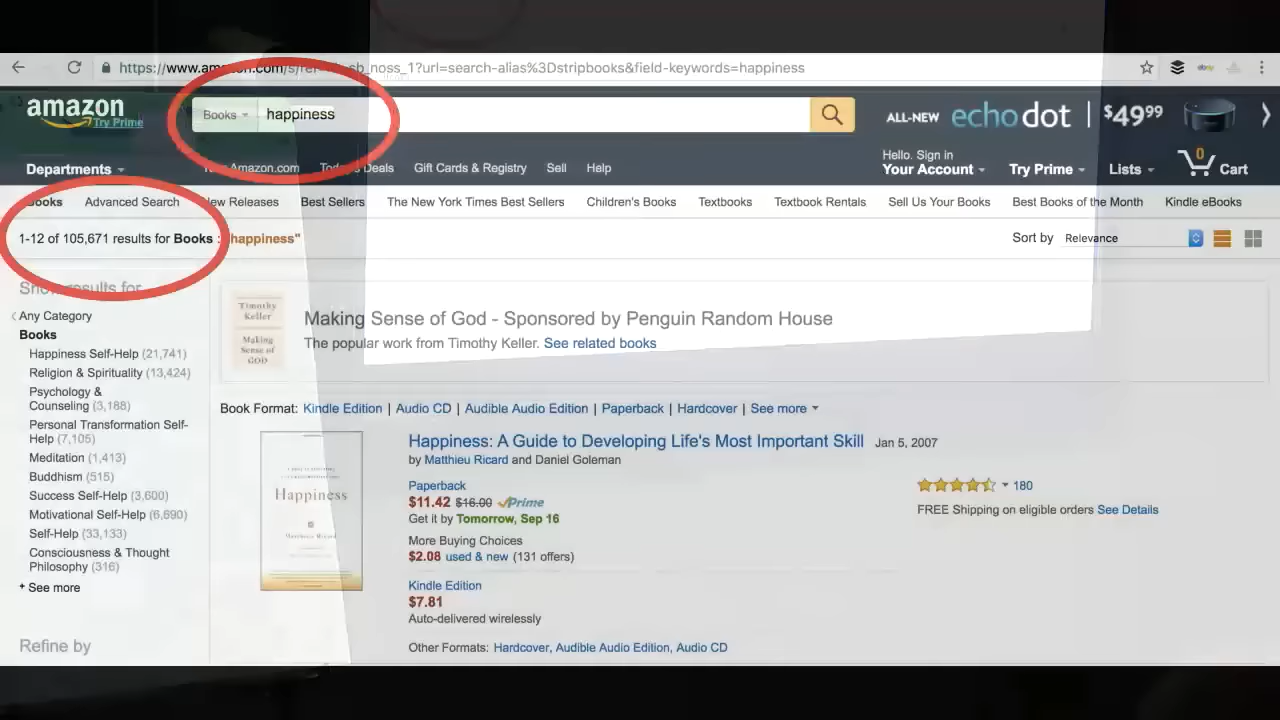 https://www.amazon.com/s/ref=nb_sb_noss_1?url=search-alias%3Dstripbooks&field-keywords=happiness
amazon
Try Prime
Books
happiness
ALL-NEW echo dot | $49.99
Departments
Amazon.com
Today's Deals
Gift Cards & Registry
Sell
Help
Hello. Sign in
Your Account
Try Prime
Lists
0
Cart
Books
Advanced Search
New Releases
Best Sellers
The New York Times Best Sellers
Children's Books
Textbooks
Textbook Rentals
Sell Us Your Books
Best Books of the Month
Kindle eBooks
1-12 of 105,671 results for Books : "happiness"
Sort by Relevance
Show results for
Any Category
Books
Happiness Self-Help (21,741)
Religion & Spirituality (13,424)
Psychology &
Counseling (3,188)
Personal Transformation Self-
Help (7,105)
Meditation (1,413)
Buddhism (515)
Success Self-Help (3,600)
Motivational Self-Help (6,690)
Self-Help (33,133)
Consciousness & Thought
Philosophy (316)
+ See more
Refine by
Timothy
Keller
Making
Sense of
GOD
Making Sense of God - Sponsored by Penguin Random House
The popular work from Timothy Keller. See related books
Book Format: Kindle Edition | Audio CD | Audible Audio Edition | Paperback | Hardcover | See more
Happiness
Matthieu Ricard
Happiness: A Guide to Developing Life's Most Important Skill Jan 5, 2007
by Matthieu Ricard and Daniel Goleman
Paperback
$11.42 $16.00 Prime
Get it by Tomorrow, Sep 16
More Buying Choices
$2.08 used & new (131 offers)
Kindle Edition
$7.81
Auto-delivered wirelessly
Other Formats: Hardcover, Audible Audio Edition, Audio CD
180
FREE Shipping on eligible orders See Details